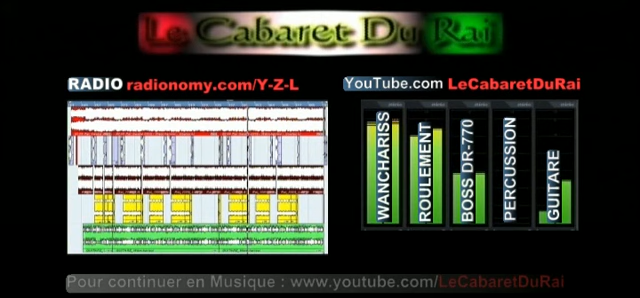 Le Cabaret Du Rai
RADIO radionomy.com/Y-Z-L
YouTube.com LeCabaretDuRai
WANCHARISS
ROULEMENT
BOSS DR-770
PERCUSSION
GUITARE
Pour continuer en Musique : www.youtube.com/LeCabaretDuRai